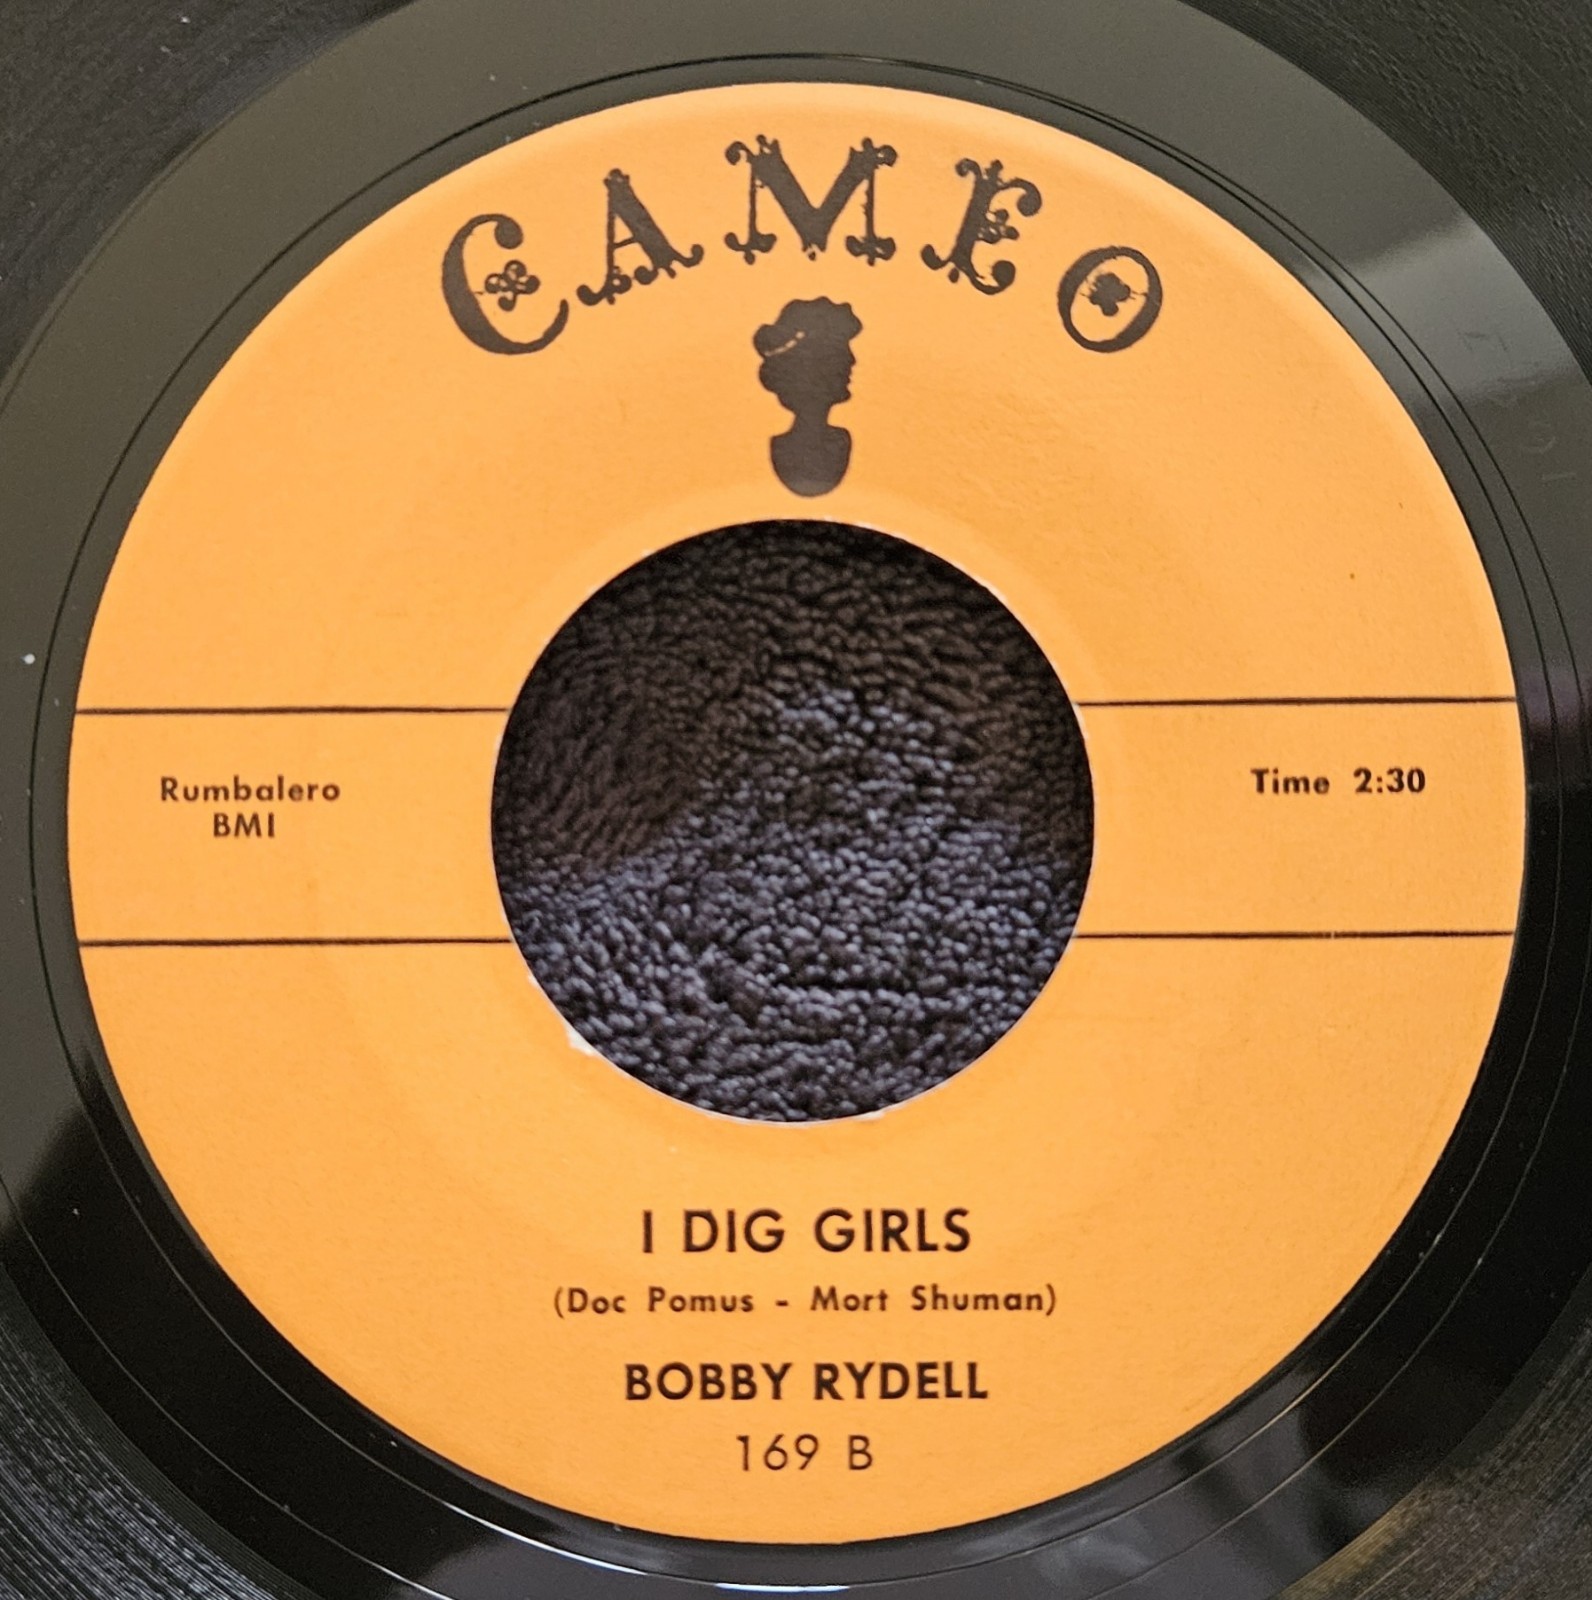 CAMEO
Rumbalero
BMI
Time 2:30
I DIG GIRLS
(Doc Pomus - Mort Shuman)
BOBBY RYDELL
169 B